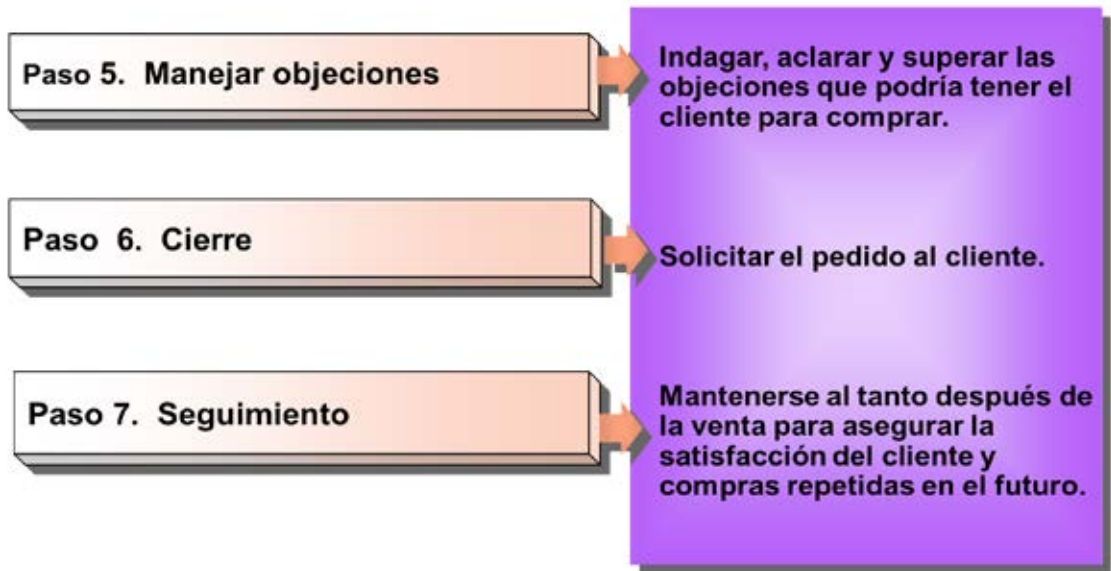 Paso 5. Manejar objeciones
Indagar, aclarar y superar las
objeciones que podría tener el
cliente para comprar.
Paso 6. Cierre
Solicitar el pedido al cliente.
Paso 7. Seguimiento
Mantenerse al tanto después de
la venta para asegurar la
satisfacción del cliente y
compras repetidas en el futuro.